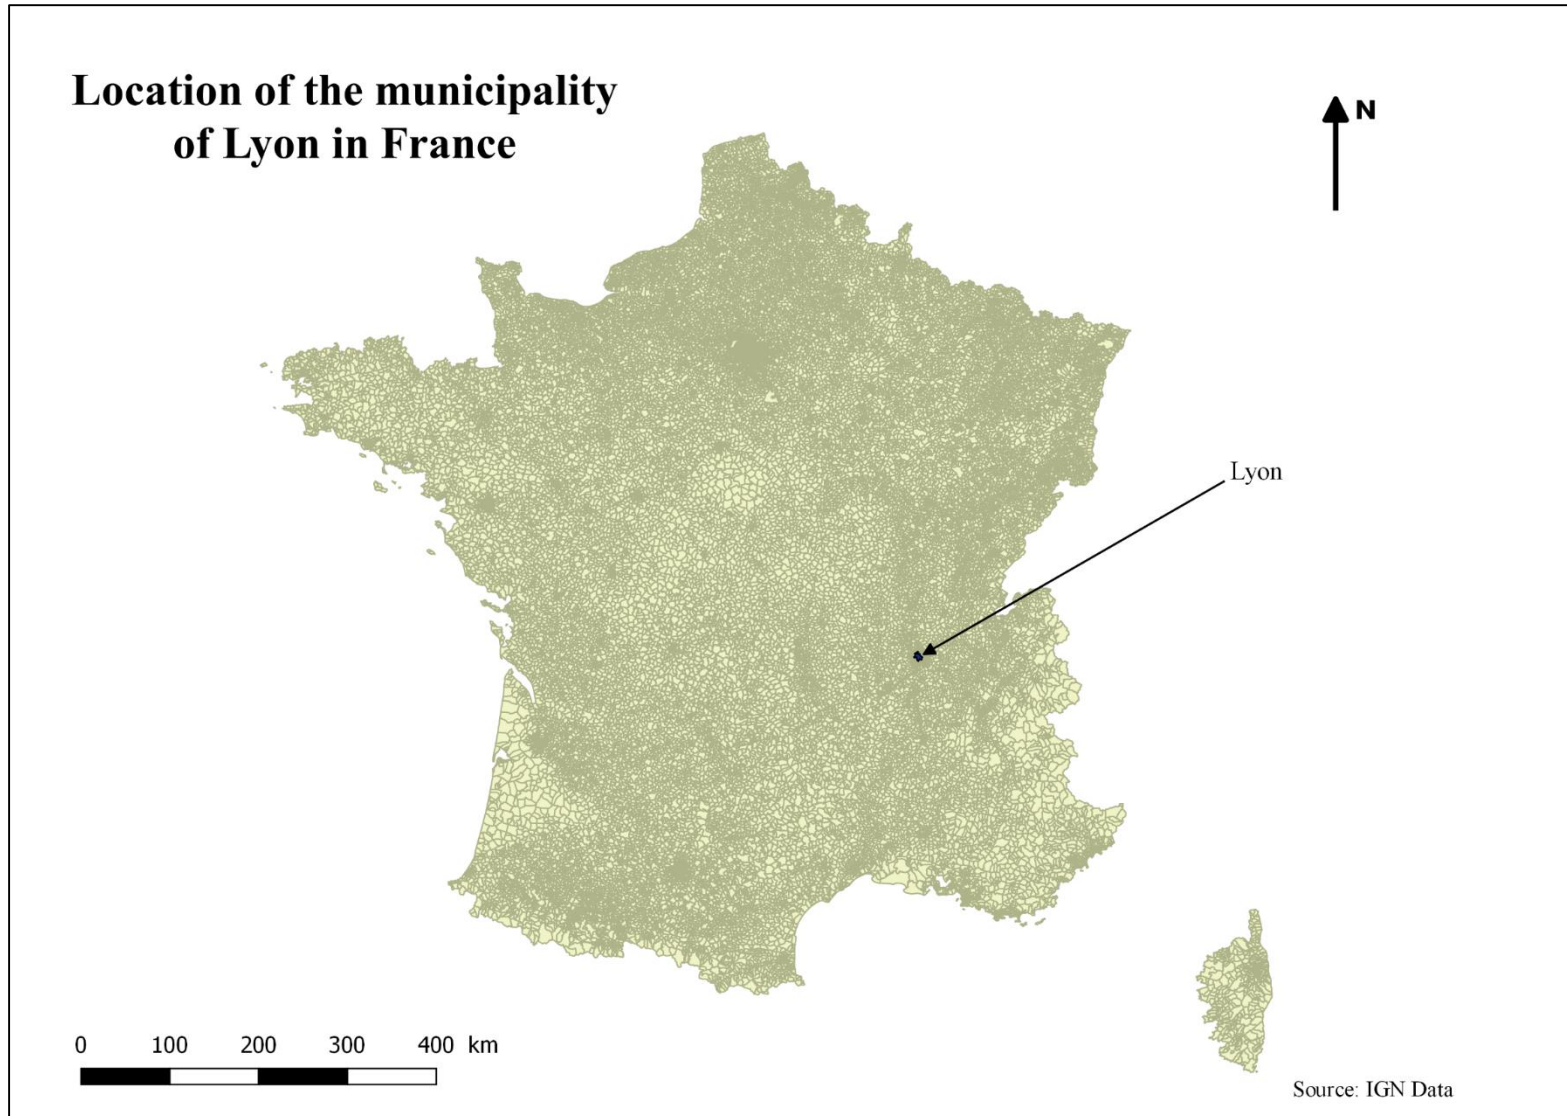 Location of the municipality
of Lyon in France
N
Lyon
0 100 200 300 400 km
Source: IGN Data